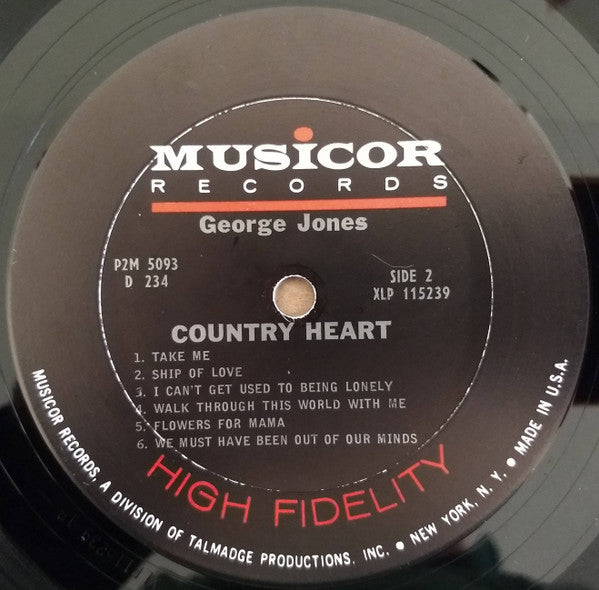 MUSiCOR
RECORDS
George Jones
P2M 5093
D 234
SIDE 2
XLP 115239
COUNTRY HEART
1. TAKE ME
2. SHIP OF LOVE
3. I CAN'T GET USED TO BEING LONELY
4. WALK THROUGH THIS WORLD WITH ME
5. FLOWERS FOR MAMA
6. WE MUST HAVE BEEN OUT OF OUR MINDS
HIGH FIDELITY
MUSICOR RECORDS, A DIVISION OF TALMADGE PRODUCTIONS, INC. • NEW YORK, N. Y. • MADE IN U.S.A.